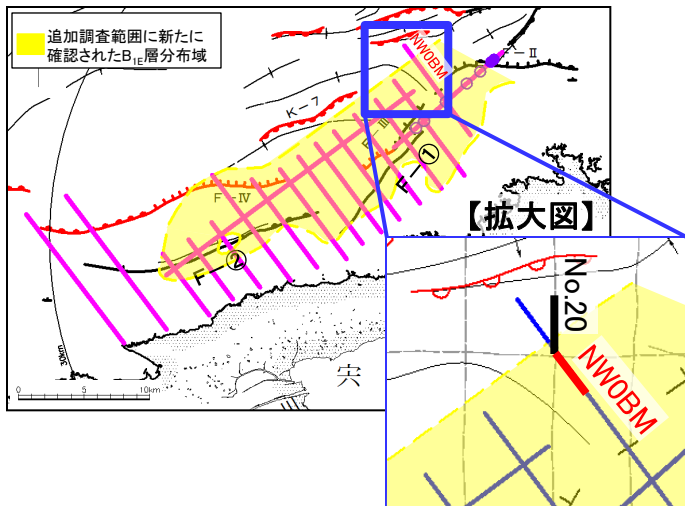 追加調査範囲に新たに
確認されたB1E層分布域
NW0BM
F-Ⅱ
K-7
F-Ⅲ
F-①
F-Ⅳ
F-②
【拡大図】
No.20
NW0BM
30km
0 5 10km
宍